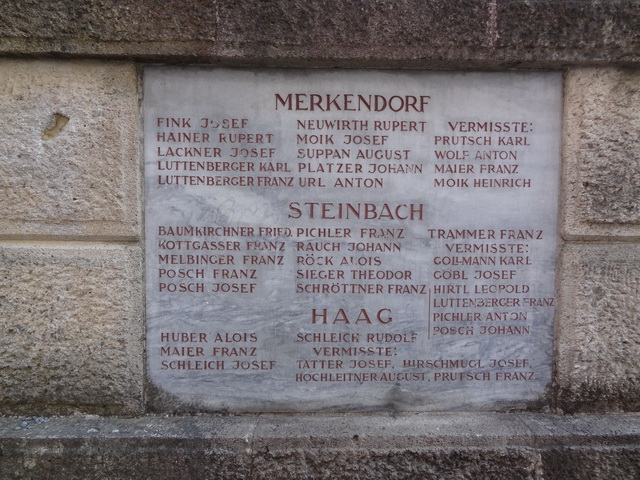 MERKENDORF
FINK JOSEF
HAINER RUPERT
LACKNER JOSEF
LUTTENBERGER KARL
LUTTENBERGER FRANZ
NEUWIRTH RUPERT
MOIK JOSEF
SUPPAN AUGUST
PLATZER JOHANN
URL ANTON
VERMISSTE:
PRUTSCH KARL
WOLF ANTON
MAIER FRANZ
MOIK HEINRICH
STEINBACH
BAUMKIRCHNER FRIED.
KOTTGASSER FRANZ
MELBINGER FRANZ
POSCH FRANZ
POSCH JOSEF
PICHLER FRANZ
RAUCH JOHANN
RÖCK ALOIS
SIEGER THEODOR
SCHRÖTTNER FRANZ
TRAMMER FRANZ
VERMISSTE:
GOLLMANN KARL
GÖBL JOSEF
HIRTL LEOPOLD
LUTTENBERGER FRANZ
PICHLER ANTON
POSCH JOHANN
HAAG
HUBER ALOIS
MAIER FRANZ
SCHLEICH JOSEF
SCHLEICK RUDOLF
VERMISSTE:
TATTER JOSEF, HIRSCHMUGL JOSEF,
HOCHLEITNER AUGUST, PRUTSCH FRANZ.